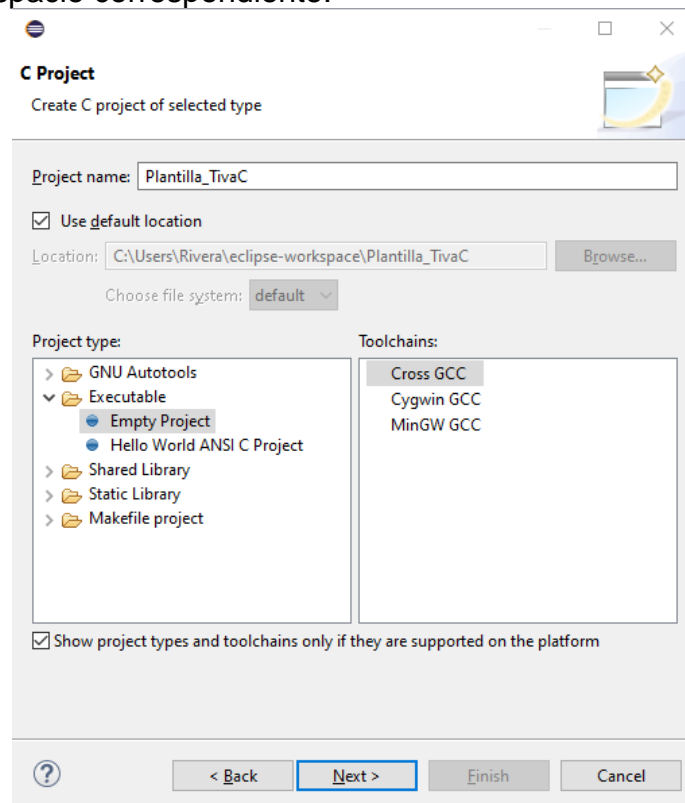 espacio correspondiente.
C Project
Create C project of selected type
Project name: Plantilla_TivaC
Use default location
Location: C:\Users\Rivera\eclipse-workspace\Plantilla_TivaC Browse...
Choose file system: default
Project type: Toolchains:
GNU Autotools Cross GCC
Executable Cygwin GCC
Empty Project MinGW GCC
Hello World ANSI C Project
Shared Library
Static Library
Makefile project
Show project types and toolchains only if they are supported on the platform
? < Back Next > Finish Cancel